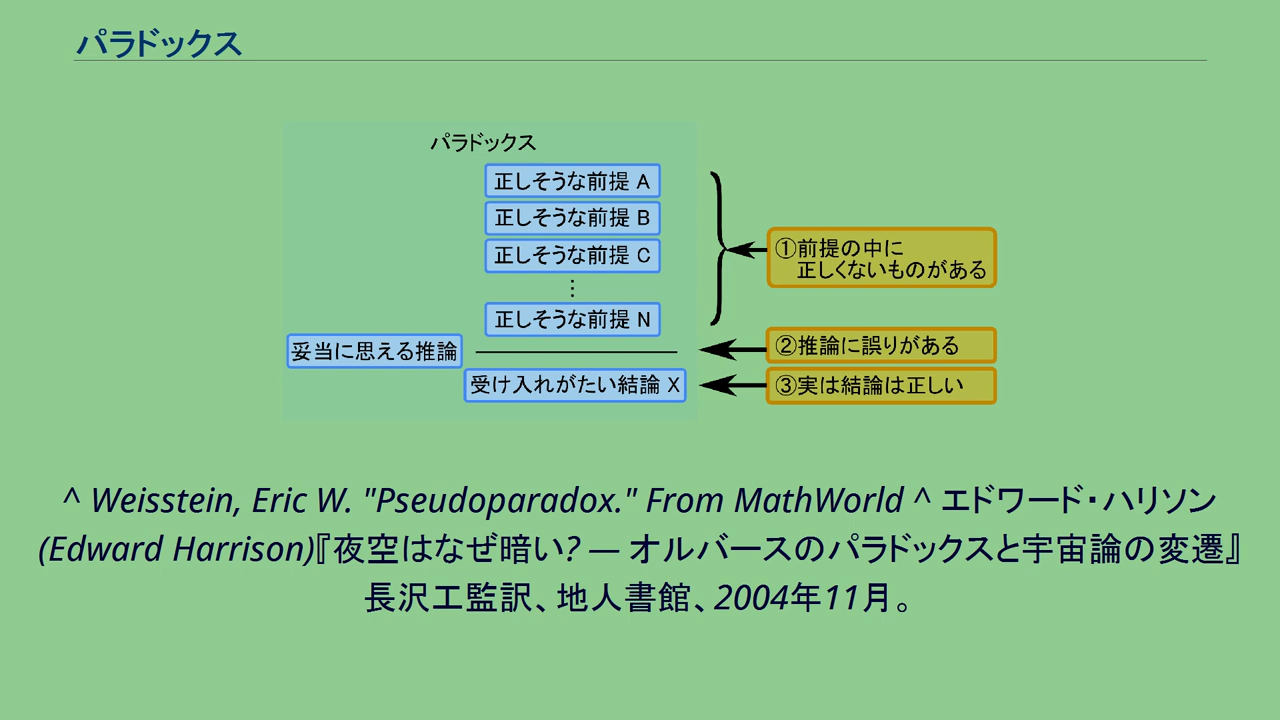 パラドックス
パラドックス
正しそうな前提 A
正しそうな前提 B
正しそうな前提 C
⋮
正しそうな前提 N
妥当に思える推論
受け入れがたい結論 X
①前提の中に
正しくないものがある
②推論に誤りがある
③実は結論は正しい
^ Weisstein, Eric W. "Pseudoparadox." From MathWorld ^ エドワード・ハリソン
(Edward Harrison)『夜空はなぜ暗い? — オルバースのパラドックスと宇宙論の変遷』
長沢工監訳、地人書館、2004年11月。